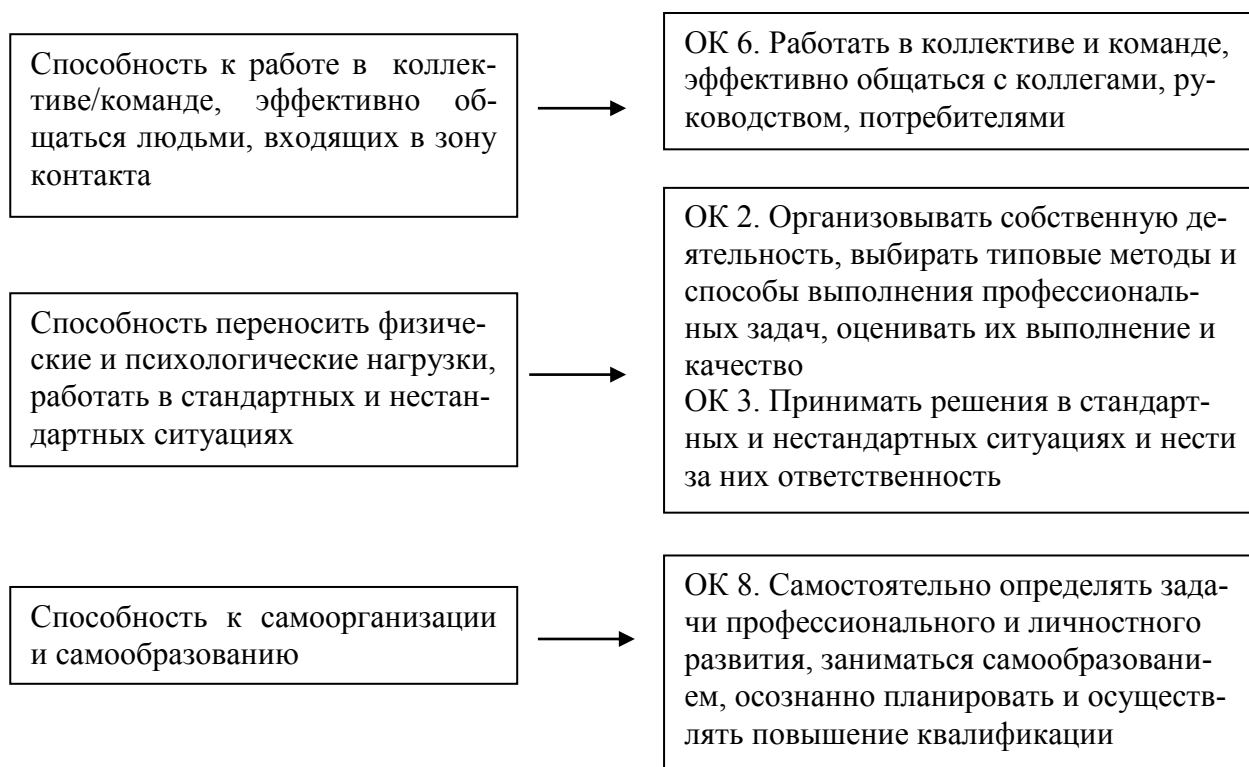 Способность к работе в коллек-
тиве/команде, эффективно об-
щаться людьми, входящих в зону
контакта
ОК 6. Работать в коллективе и команде,
эффективно общаться с коллегами, ру-
ководством, потребителями
Способность переносить физиче-
ские и психологические нагрузки,
работать в стандартных и нестан-
дартных ситуациях
ОК 2. Организовывать собственную де-
ятельность, выбирать типовые методы и
способы выполнения профессиональ-
ных задач, оценивать их выполнение и
качество
ОК 3. Принимать решения в стандарт-
ных и нестандартных ситуациях и нести
за них ответственность
Способность к самоорганизации
и самообразованию
ОК 8. Самостоятельно определять зада-
чи профессионального и личностного
развития, заниматься самообразовани-
ем, осознанно планировать и осуществ-
лять повышение квалификации